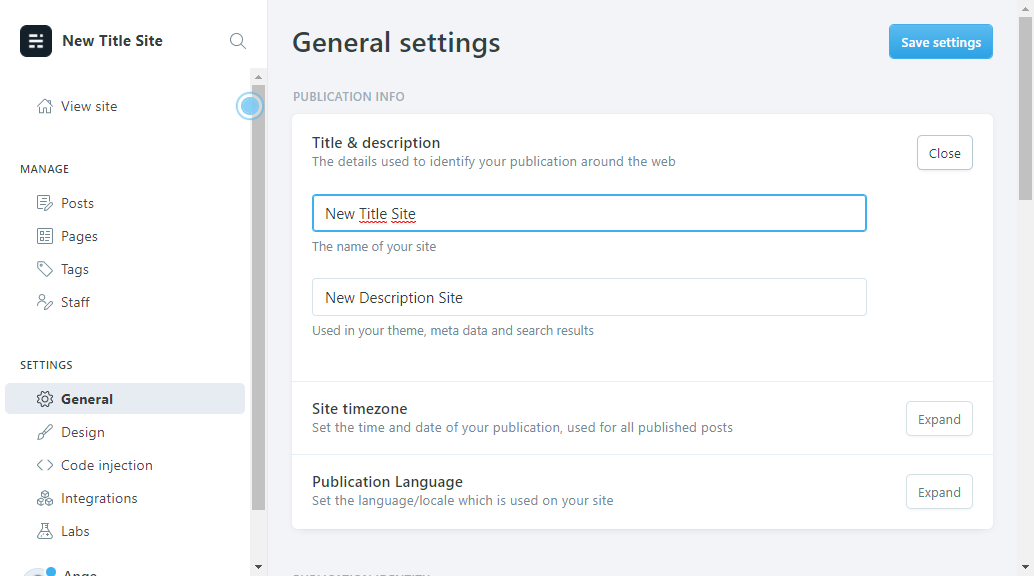 New Title Site
View site
MANAGE
Posts
Pages
Tags
Staff
SETTINGS
General
Design
Code injection
Integrations
Labs
General settings
Save settings
PUBLICATION INFO
Title & description
The details used to identify your publication around the web
Close
New Title Site
The name of your site
New Description Site
Used in your theme, meta data and search results
Site timezone
Set the time and date of your publication, used for all published posts
Expand
Publication Language
Set the language/locale which is used on your site
Expand